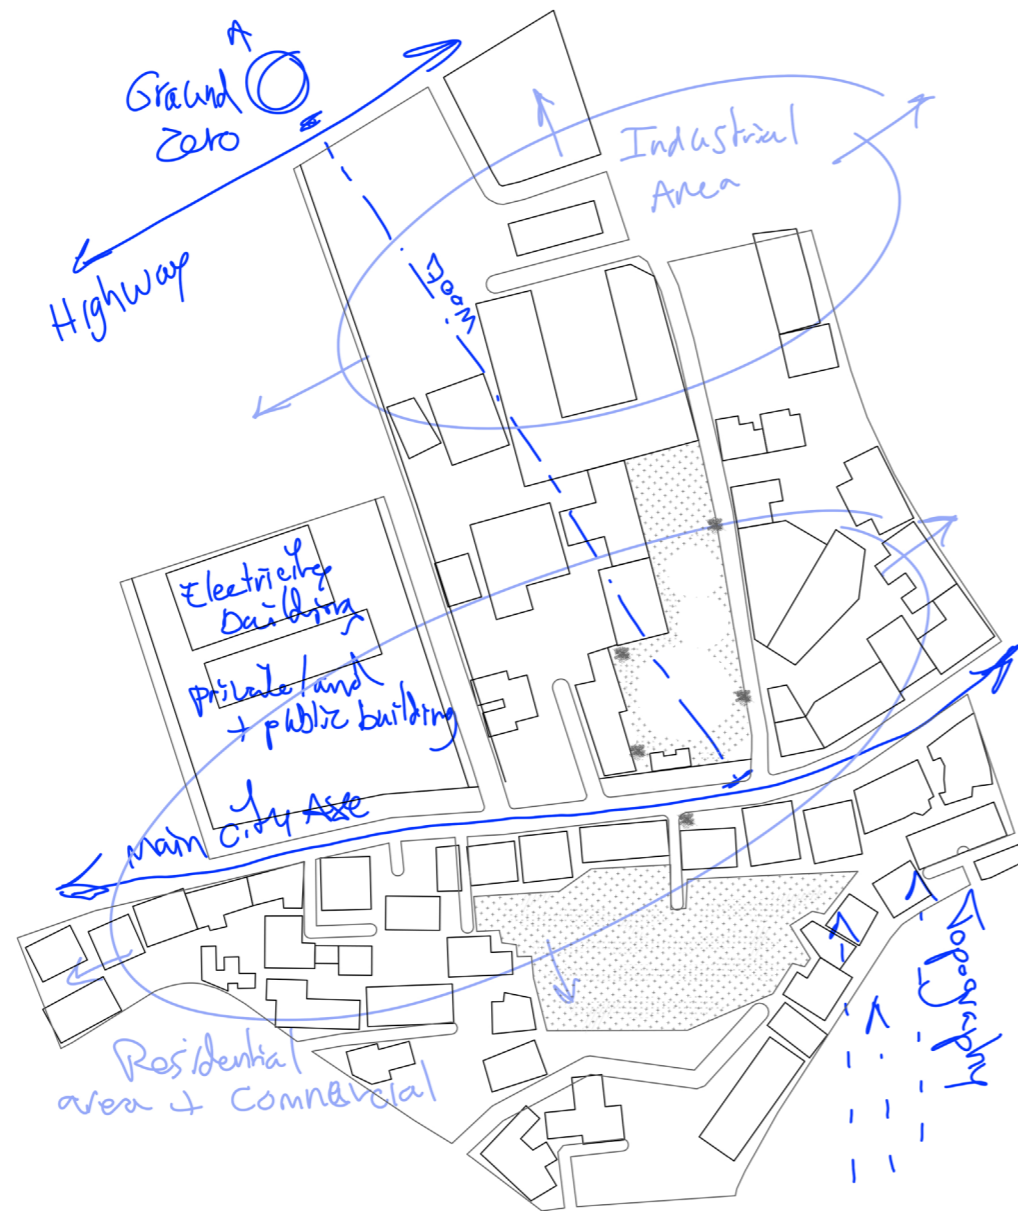 Ground
Zero
Highway
Industrial
Area
Electricity
Building
private land
+ public building
Main City Axe
Topography
Residential
area + Commercial